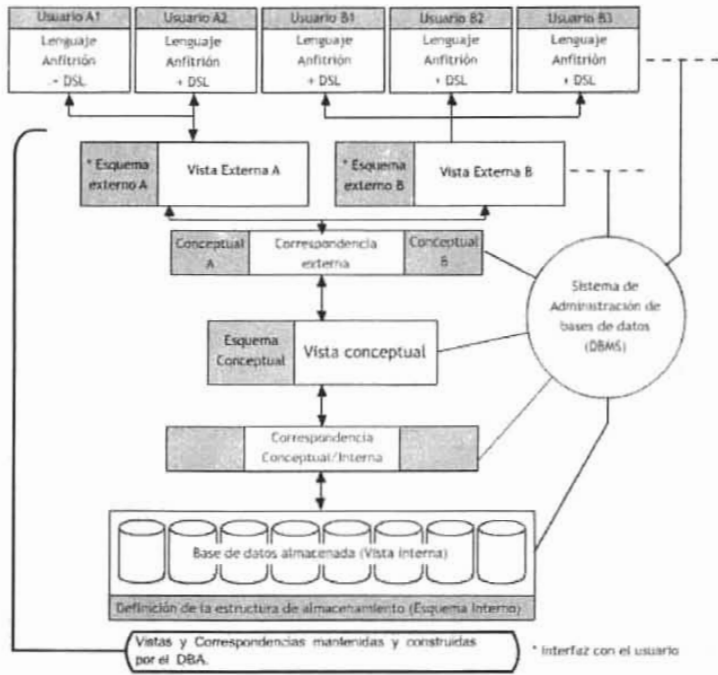 Usuario A1
Usuario A2
Usuario B1
Usuario B2
Usuario B3
Lenguaje
Anfitrión
+ DSL
Lenguaje
Anfitrión
+ DSL
Lenguaje
Anfitrión
+ DSL
Lenguaje
Anfitrión
+ DSL
Lenguaje
Anfitrión
+ DSL
* Esquema
externo A
Vista Externa A
* Esquema
externo B
Vista Externa B
Conceptual
A
Correspondencia
externa
Conceptual
B
Sistema de
Administración de
bases de datos
(DBMS)
Esquema
Conceptual
Vista conceptual
Correspondencia
Conceptual/Interna
Base de datos almacenada (Vista Interna)
Definición de la estructura de almacenamiento (Esquema Interno)
Vistas y Correspondencias mantenidas y construidas
por el DBA.
* Interfaz con el usuario